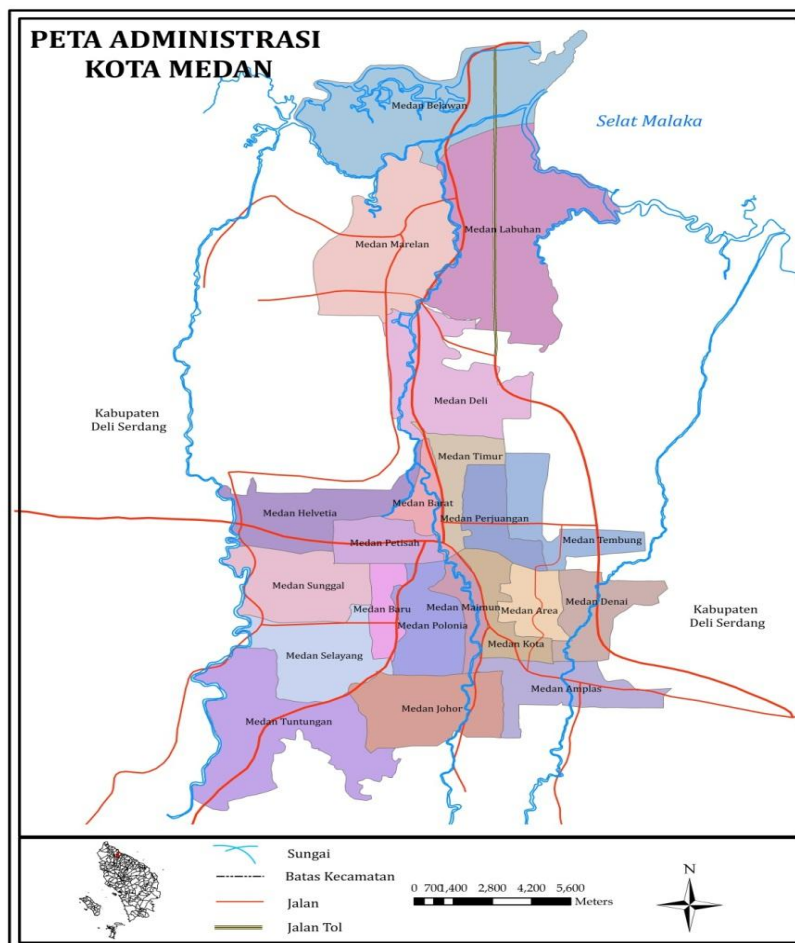 PETA ADMINISTRASI
KOTA MEDAN
Medan Belawan
Selat Malaka
Medan Labuhan
Medan Marelan
Medan Deli
Kabupaten
Deli Serdang
Medan Timur
Medan Helvetia
Medan Barat
Medan Perjuangan
Medan Petisah
Medan Tembung
Medan Sunggal
Medan Baru
Medan Maimun
Medan Area
Medan Denai
Kabupaten
Deli Serdang
Medan Polonia
Medan Kota
Medan Selayang
Medan Amplas
Medan Johor
Medan Tuntungan
Sungai
Batas Kecamatan
Jalan
Jalan Tol
0 700 1,400 2,800 4,200 5,600
Meters
N